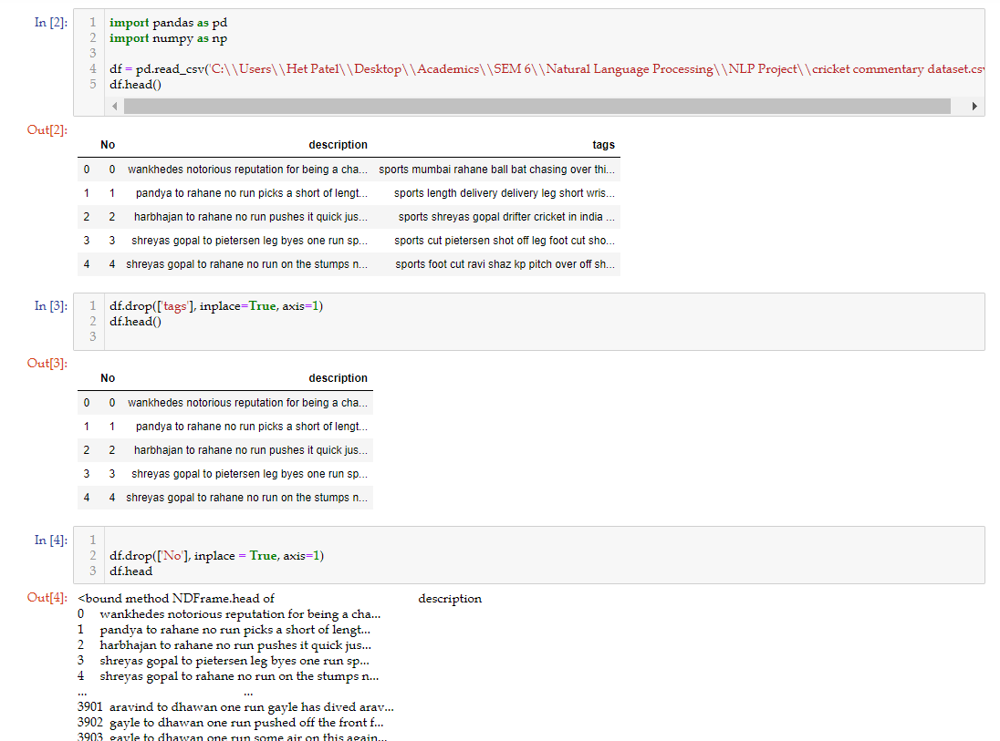 In [2]:
1 import pandas as pd
2 import numpy as np
3
4 df = pd.read_csv('C:\\Users\\Het Patel\\Desktop\\Academics\\SEM 6\\Natural Language Processing\\NLP Project\\cricket commentary dataset.csv
5 df.head()
Out[2]:
No description tags
0 0 wankhedes notorious reputation for being a cha... sports mumbai rahane ball bat chasing over thi...
1 1 pandya to rahane no run picks a short of lengt... sports length delivery delivery leg short wris...
2 2 harbhajan to rahane no run pushes it quick jus... sports shreyas gopal drifter cricket in india ...
3 3 shreyas gopal to pietersen leg byes one run sp... sports cut pietersen shot off leg foot cut sho...
4 4 shreyas gopal to rahane no run on the stumps n... sports foot cut ravi shaz kp pitch over off sh...
In [3]:
1 df.drop(['tags'], inplace=True, axis=1)
2 df.head()
3
Out[3]:
No description
0 0 wankhedes notorious reputation for being a cha...
1 1 pandya to rahane no run picks a short of lengt...
2 2 harbhajan to rahane no run pushes it quick jus...
3 3 shreyas gopal to pietersen leg byes one run sp...
4 4 shreyas gopal to rahane no run on the stumps n...
In [4]:
1
2 df.drop(['No'], inplace = True, axis=1)
3 df.head
Out[4]:
<bound method NDFrame.head of description
0 wankhedes notorious reputation for being a cha...
1 pandya to rahane no run picks a short of lengt...
2 harbhajan to rahane no run pushes it quick jus...
3 shreyas gopal to pietersen leg byes one run sp...
4 shreyas gopal to rahane no run on the stumps n...
... ...
3901 aravind to dhawan one run gayle has dived arav...
3902 gayle to dhawan one run pushed off the front f...
3903 gayle to dhawan one run some air on this again...